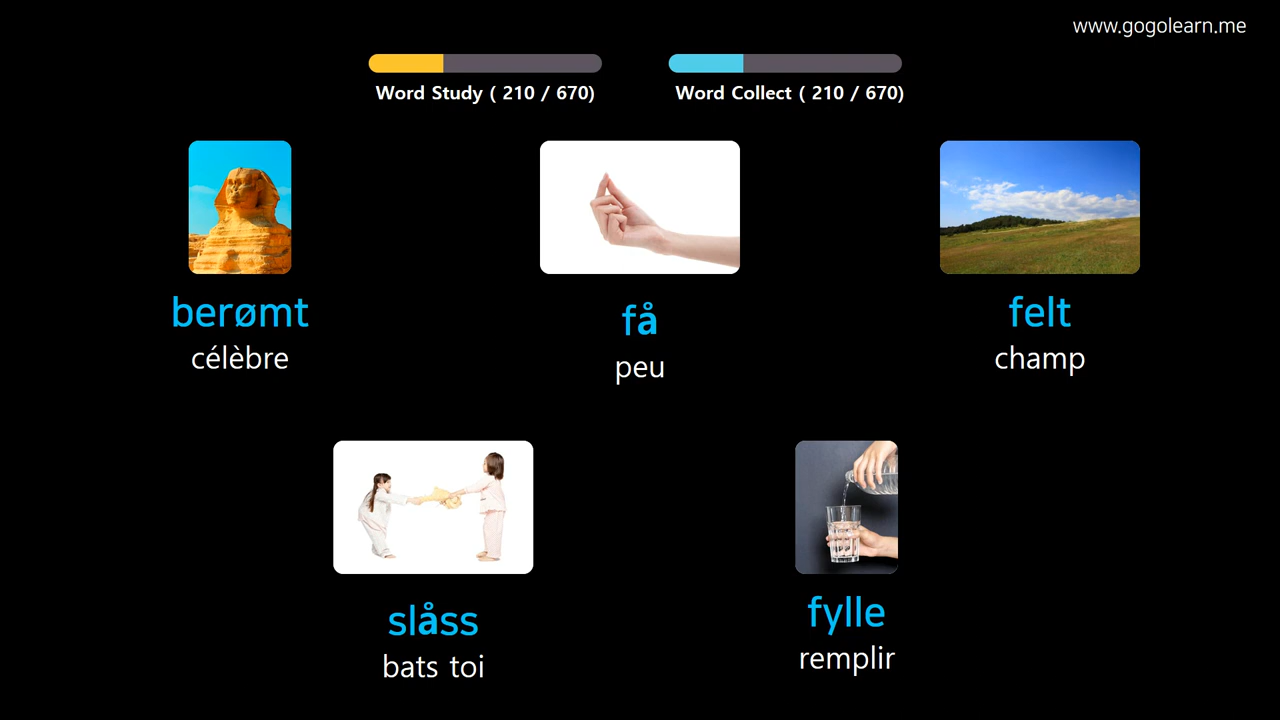 www.gogolearn.me
Word Study ( 210 / 670)
Word Collect ( 210 / 670)
berømt
célèbre
få
peu
felt
champ
slåss
bats toi
fylle
remplir